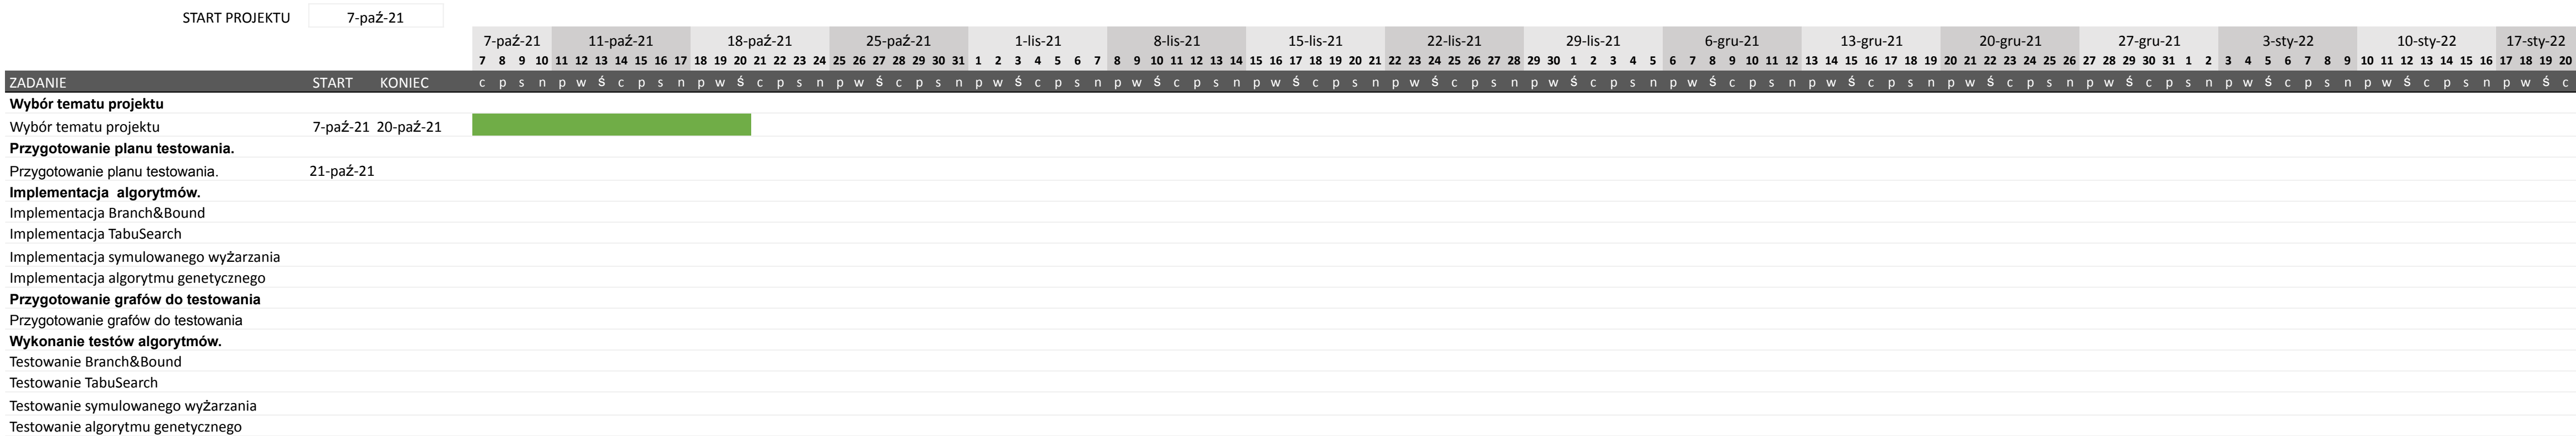 START PROJEKTU 7-paź-21
7-paź-21 11-paź-21 18-paź-21 25-paź-21 1-lis-21 8-lis-21 15-lis-21 22-lis-21 29-lis-21 6-gru-21 13-gru-21 20-gru-21 27-gru-21 3-sty-22 10-sty-22 17-sty-22
7 8 9 10 11 12 13 14 15 16 17 18 19 20 21 22 23 24 25 26 27 28 29 30 31 1 2 3 4 5 6 7 8 9 10 11 12 13 14 15 16 17 18 19 20 21 22 23 24 25 26 27 28 29 30 1 2 3 4 5 6 7 8 9 10 11 12 13 14 15 16 17 18 19 20 21 22 23 24 25 26 27 28 29 30 31 1 2 3 4 5 6 7 8 9 10 11 12 13 14 15 16 17 18 19 20
ZADANIE START KONIEC c p s n p w Ś c p s n p w Ś c p s n p w Ś c p s n p w Ś c p s n p w Ś c p s n p w Ś c p s n p w Ś c p s n p w Ś c p s n p w Ś c p s n p w Ś c p s n p w Ś c p s n p w Ś c p s n p w Ś c p s n p w Ś c p s n p w Ś c
Wybór tematu projektu
Wybór tematu projektu 7-paź-21 20-paź-21
Przygotowanie planu testowania.
Przygotowanie planu testowania. 21-paź-21
Implementacja  algorytmów.
Implementacja Branch&Bound
Implementacja TabuSearch
Implementacja symulowanego wyżarzania
Implementacja algorytmu genetycznego
Przygotowanie grafów do testowania
Przygotowanie grafów do testowania
Wykonanie testów algorytmów.
Testowanie Branch&Bound
Testowanie TabuSearch
Testowanie symulowanego wyżarzania
Testowanie algorytmu genetycznego